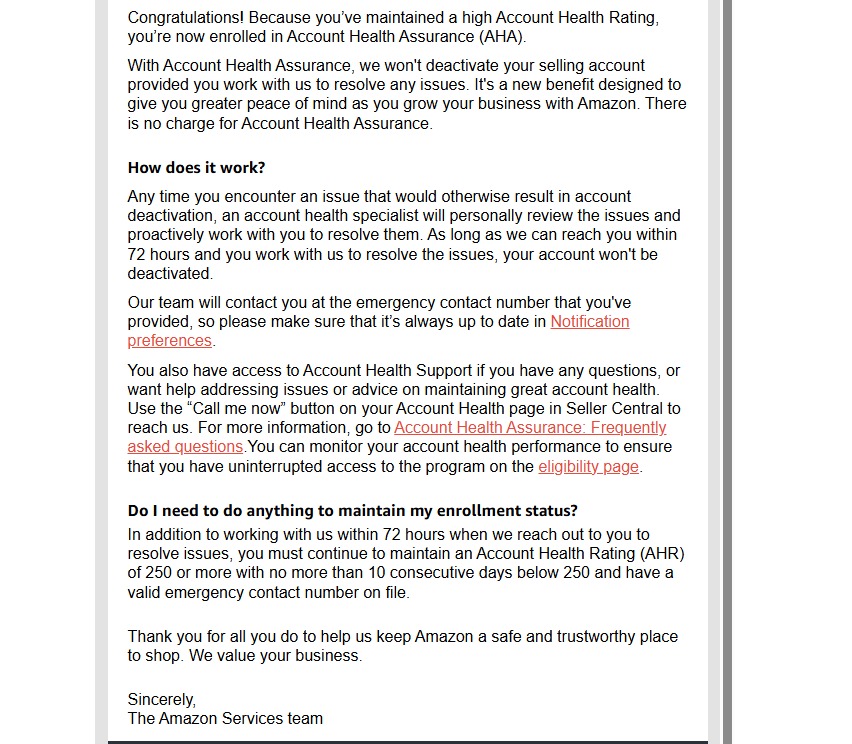 Congratulations! Because you’ve maintained a high Account Health Rating,
you’re now enrolled in Account Health Assurance (AHA).
With Account Health Assurance, we won't deactivate your selling account
provided you work with us to resolve any issues. It's a new benefit designed to
give you greater peace of mind as you grow your business with Amazon. There
is no charge for Account Health Assurance.
How does it work?
Any time you encounter an issue that would otherwise result in account
deactivation, an account health specialist will personally review the issues and
proactively work with you to resolve them. As long as we can reach you within
72 hours and you work with us to resolve the issues, your account won't be
deactivated.
Our team will contact you at the emergency contact number that you've
provided, so please make sure that it’s always up to date in Notification
preferences.
You also have access to Account Health Support if you have any questions, or
want help addressing issues or advice on maintaining great account health.
Use the “Call me now” button on your Account Health page in Seller Central to
reach us. For more information, go to Account Health Assurance: Frequently
asked questions.You can monitor your account health performance to ensure
that you have uninterrupted access to the program on the eligibility page.
Do I need to do anything to maintain my enrollment status?
In addition to working with us within 72 hours when we reach out to you to
resolve issues, you must continue to maintain an Account Health Rating (AHR)
of 250 or more with no more than 10 consecutive days below 250 and have a
valid emergency contact number on file.
Thank you for all you do to help us keep Amazon a safe and trustworthy place
to shop. We value your business.
Sincerely,
The Amazon Services team